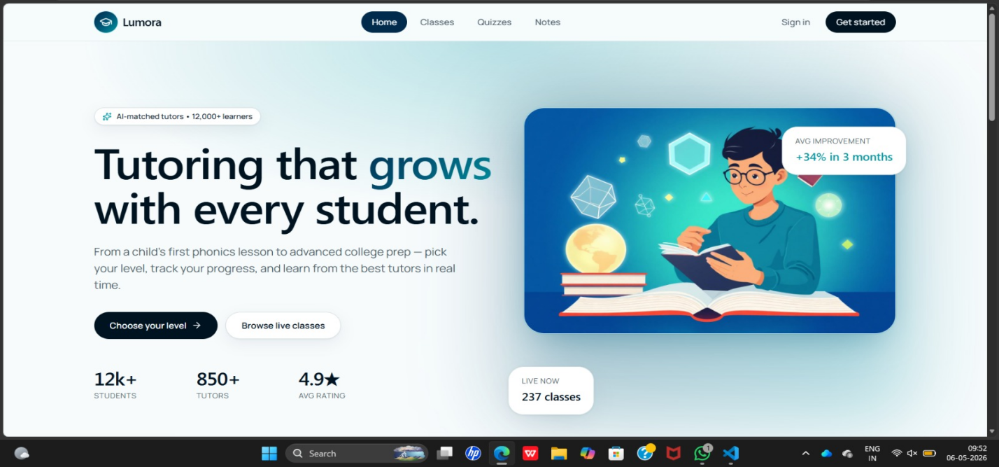 Lumora
Home Classes Quizzes Notes
Sign in Get started
AI-matched tutors • 12,000+ learners
Tutoring that grows
with every student.
From a child's first phonics lesson to advanced college prep — pick
your level, track your progress, and learn from the best tutors in real
time.
Choose your level →
Browse live classes
12k+
STUDENTS
850+
TUTORS
4.9★
AVG RATING
AVG IMPROVEMENT
+34% in 3 months
LIVE NOW
237 classes
Search
hp
W
1
ENG
IN
09:52
06-05-2026